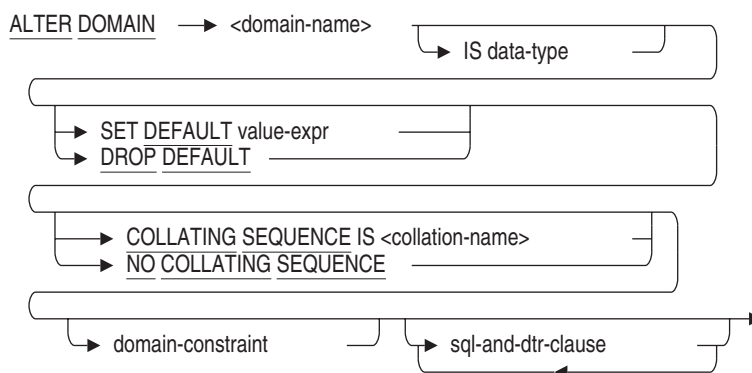 ALTER DOMAIN <domain-name>
IS data-type
SET DEFAULT value-expr
DROP DEFAULT
COLLATING SEQUENCE IS <collation-name>
NO COLLATING SEQUENCE
domain-constraint sql-and-dtr-clause